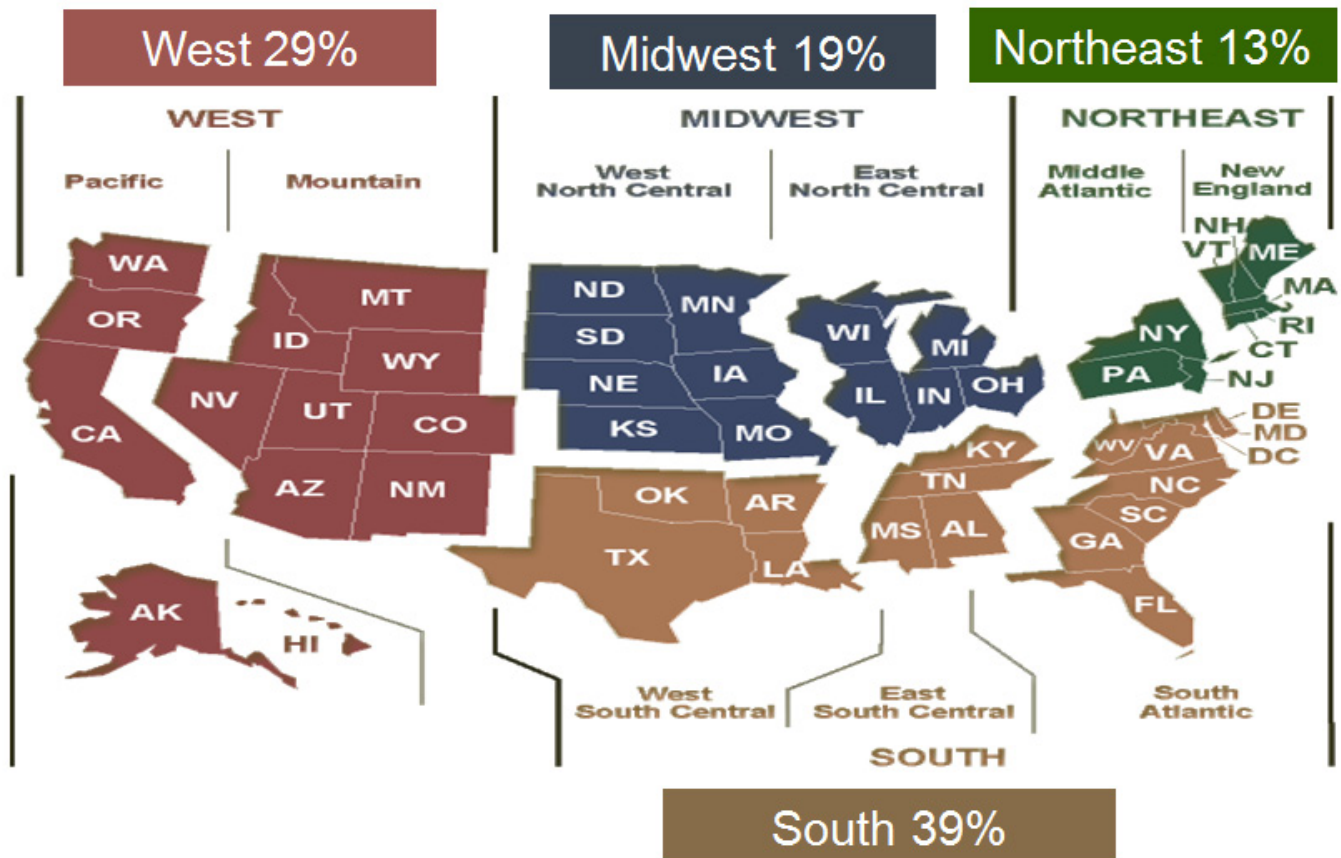 West 29%
Midwest 19%
Northeast 13%
WEST
MIDWEST
NORTHEAST
Pacific
Mountain
West
North Central
East
North Central
Middle
Atlantic
New
England
WA
OR
CA
MT
ID
WY
NV
UT
CO
AZ
NM
AK
HI
ND
SD
NE
KS
MN
IA
MO
WI
MI
IL
IN
OH
NH
VT
ME
MA
RI
CT
NY
PA
NJ
DE
MD
DC
WV
VA
KY
TN
NC
SC
OK
AR
MS
AL
GA
TX
LA
FL
West
South Central
East
South Central
South
Atlantic
SOUTH
South 39%